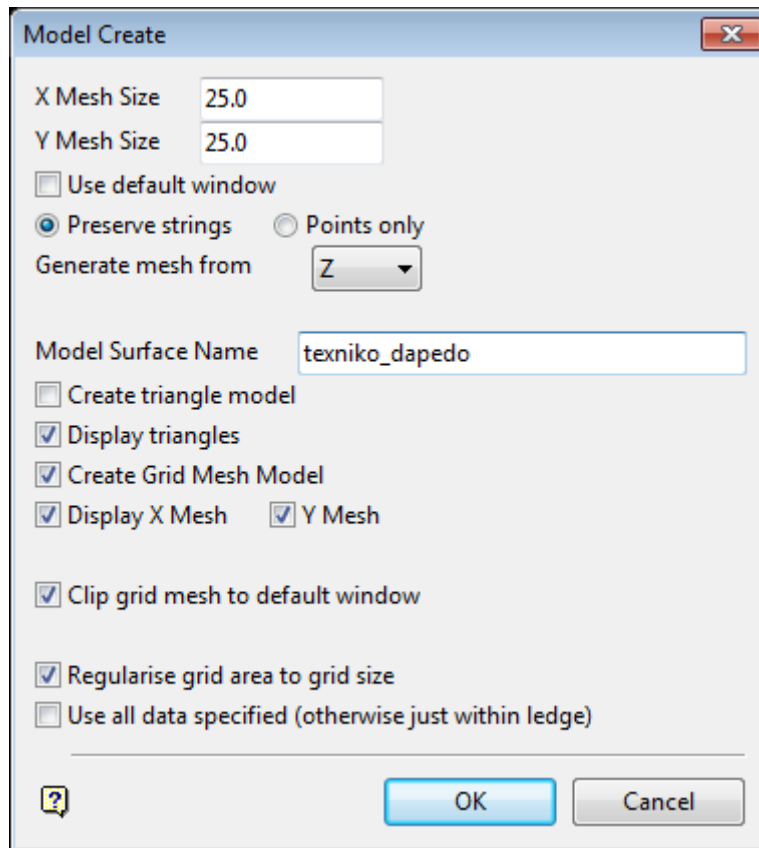 Model Create
X Mesh Size 25.0
Y Mesh Size 25.0
Use default window
Preserve strings Points only
Generate mesh from Z
Model Surface Name texniko_dapedo
Create triangle model
Display triangles
Create Grid Mesh Model
Display X Mesh Y Mesh
Clip grid mesh to default window
Regularise grid area to grid size
Use all data specified (otherwise just within ledge)
? OK Cancel